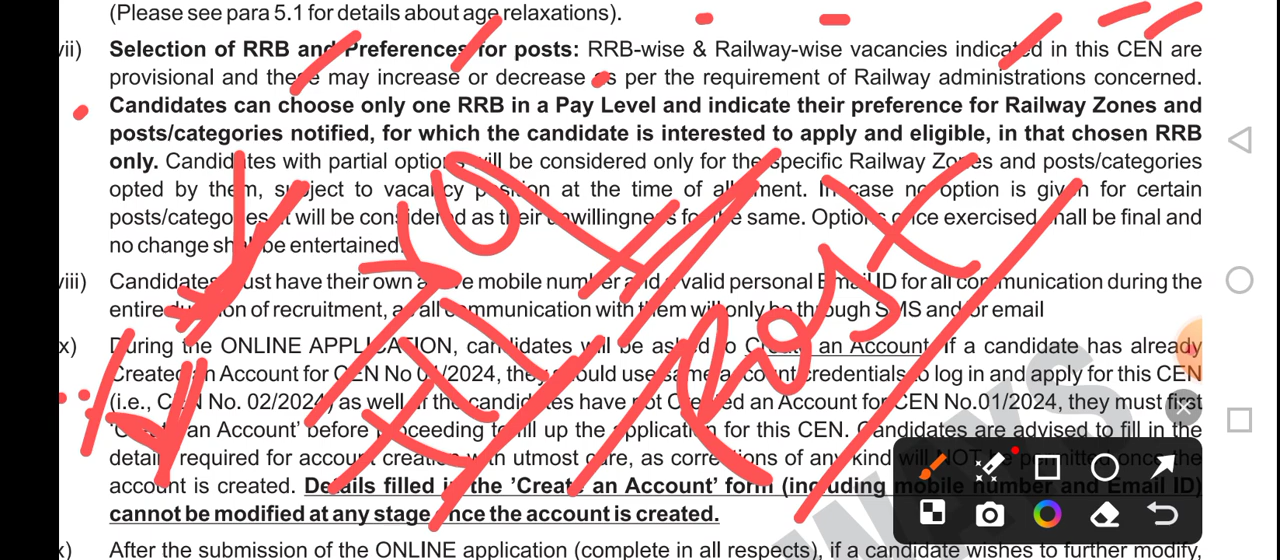 (Please see para 5.1 for details about age relaxations).
vii) Selection of RRB and Preferences for posts: RRB-wise & Railway-wise vacancies indicated in this CEN are
provisional and these may increase or decrease as per the requirement of Railway administrations concerned.
Candidates can choose only one RRB in a Pay Level and indicate their preference for Railway Zones and
posts/categories notified, for which the candidate is interested to apply and eligible, in that chosen RRB
only. Candidates with partial options will be considered only for the specific Railway Zones and posts/categories
opted by them, subject to vacancy position at the time of allotment. In case no option is given for certain
posts/categories, it will be considered as their unwillingness for the same. Options once exercised shall be final and
no change shall be entertained.
viii) Candidates must have their own active mobile number and a valid personal Email ID for all communication during the
entire duration of recruitment, as all communication with them will only be through SMS and/or email
x) During the ONLINE APPLICATION, candidates will be asked to Create an Account. If a candidate has already
Created an Account for CEN No 01/2024, they should use same account credentials to log in and apply for this CEN
(i.e., CEN No. 02/2024) as well. If the candidates have not Created an Account for CEN No.01/2024, they must first
'Create an Account' before proceeding to fill up the application for this CEN. Candidates are advised to fill in the
details required for account creation with utmost care, as corrections of any kind will NOT be permitted once the
account is created. Details filled in the 'Create an Account' form (including mobile number and Email ID)
cannot be modified at any stage once the account is created.
x) After the submission of the ONLINE application (complete in all respects), if a candidate wishes to further modify,
Post